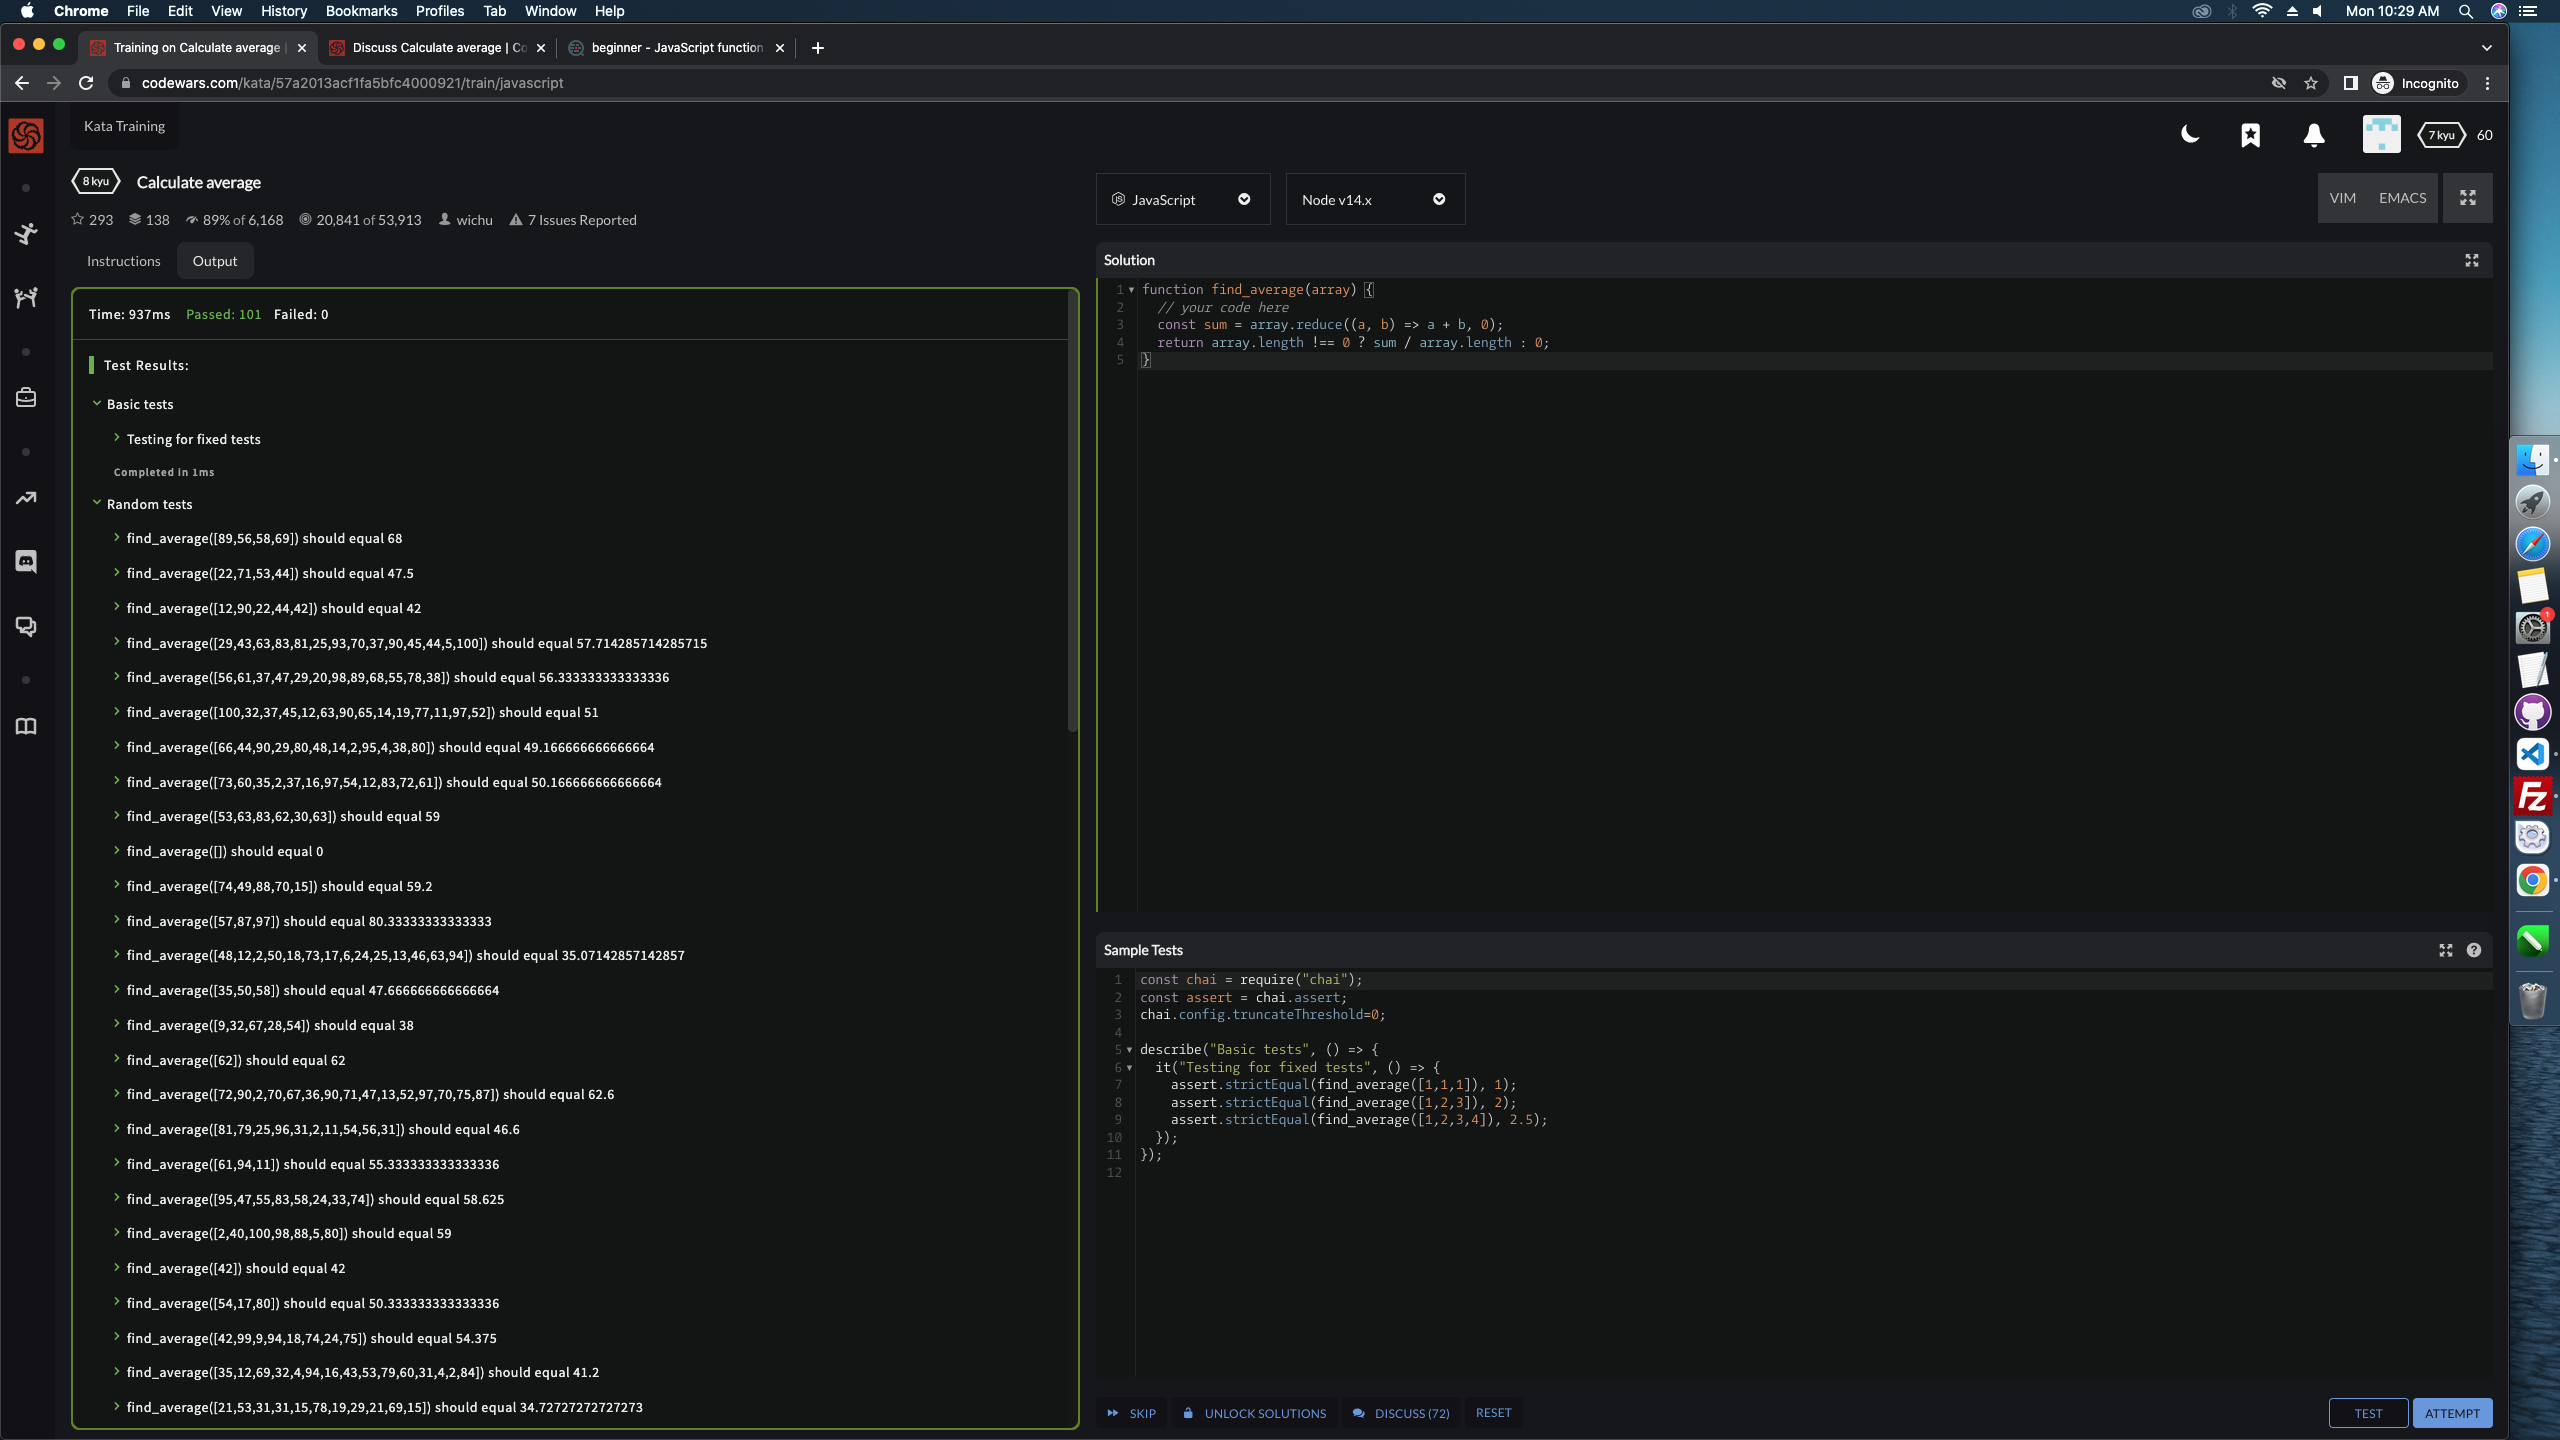 Chrome File Edit View History Bookmarks Profiles Tab Window Help Mon 10:29 AM
Training on Calculate average | Discuss Calculate average | Co beginner - JavaScript function
codewars.com/kata/57a2013acf1fa5bfc4000921/train/javascript Incognito
Kata Training
7 kyu 60
8 kyu Calculate average
293 138 89% of 6,168 20,841 of 53,913 wichu 7 Issues Reported
JavaScript Node v14.x VIM EMACS
Instructions Output
Time: 937ms Passed: 101 Failed: 0
Test Results:
Basic tests
Testing for fixed tests
Completed in 1ms
Random tests
find_average([89,56,58,69]) should equal 68
find_average([22,71,53,44]) should equal 47.5
find_average([12,90,22,44,42]) should equal 42
find_average([29,43,63,83,81,25,93,70,37,90,45,44,5,100]) should equal 57.714285714285715
find_average([56,61,37,47,29,20,98,89,68,55,78,38]) should equal 56.333333333333336
find_average([100,32,37,45,12,63,90,65,14,19,77,11,97,52]) should equal 51
find_average([66,44,90,29,80,48,14,2,95,4,38,80]) should equal 49.166666666666664
find_average([73,60,35,2,37,16,97,54,12,83,72,61]) should equal 50.166666666666664
find_average([53,63,83,62,30,63]) should equal 59
find_average([]) should equal 0
find_average([74,49,88,70,15]) should equal 59.2
find_average([57,87,97]) should equal 80.33333333333333
find_average([48,12,2,50,18,73,17,6,24,25,13,46,63,94]) should equal 35.07142857142857
find_average([35,50,58]) should equal 47.666666666666664
find_average([9,32,67,28,54]) should equal 38
find_average([62]) should equal 62
find_average([72,90,2,70,67,36,90,71,47,13,52,97,70,75,87]) should equal 62.6
find_average([81,79,25,96,31,2,11,54,56,31]) should equal 46.6
find_average([61,94,11]) should equal 55.333333333333336
find_average([95,47,55,83,58,24,33,74]) should equal 58.625
find_average([2,40,100,98,88,5,80]) should equal 59
find_average([42]) should equal 42
find_average([54,17,80]) should equal 50.333333333333336
find_average([42,99,9,94,18,74,24,75]) should equal 54.375
find_average([35,12,69,32,4,94,16,43,53,79,60,31,4,2,84]) should equal 41.2
find_average([21,53,31,31,15,78,19,29,21,69,15]) should equal 34.72727272727273
Solution
1 function find_average(array) {
2 // your code here
3 const sum = array.reduce((a, b) => a + b, 0);
4 return array.length !== 0 ? sum / array.length : 0;
5 }
Sample Tests
1 const chai = require("chai");
2 const assert = chai.assert;
3 chai.config.truncateThreshold=0;
4
5 describe("Basic tests", () => {
6 it("Testing for fixed tests", () => {
7 assert.strictEqual(find_average([1,1,1]), 1);
8 assert.strictEqual(find_average([1,2,3]), 2);
9 assert.strictEqual(find_average([1,2,3,4]), 2.5);
10 });
11 });
12
SKIP UNLOCK SOLUTIONS DISCUSS (72) RESET TEST ATTEMPT
1
Fz